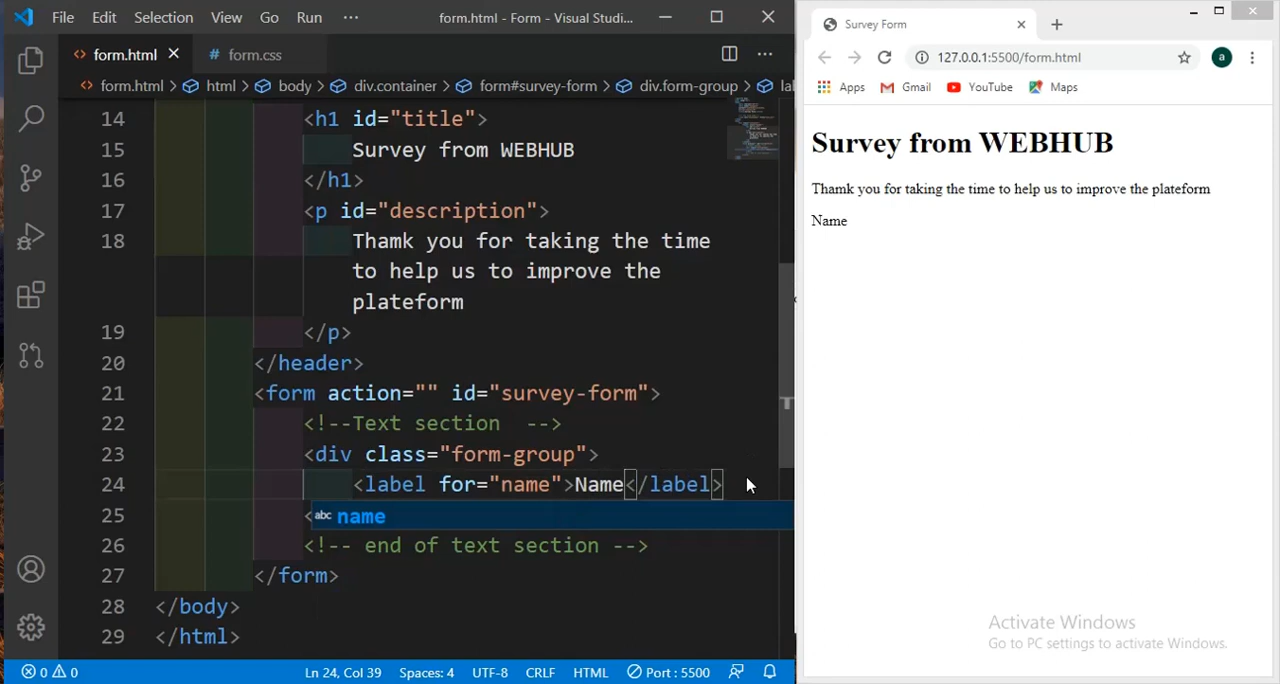 File Edit Selection View Go Run ··· form.html - Form - Visual Studi...
form.html # form.css
form.html > html > body > div.container > form#survey-form > div.form-group > la
14 <h1 id="title">
15 Survey from WEBHUB
16 </h1>
17 <p id="description">
18 Thamk you for taking the time
to help us to improve the
plateform
19 </p>
20 </header>
21 <form action="" id="survey-form">
22 <!--Text section  -->
23 <div class="form-group">
24 <label for="name">Name</label>
25 < abc name
26 <!-- end of text section -->
27 </form>
28 </body>
29 </html>
0 0 Ln 24, Col 39 Spaces: 4 UTF-8 CRLF HTML Port : 5500
Survey Form
127.0.0.1:5500/form.html a
Apps Gmail YouTube Maps
Survey from WEBHUB
Thamk you for taking the time to help us to improve the plateform
Name
Activate Windows
Go to PC settings to activate Windows.